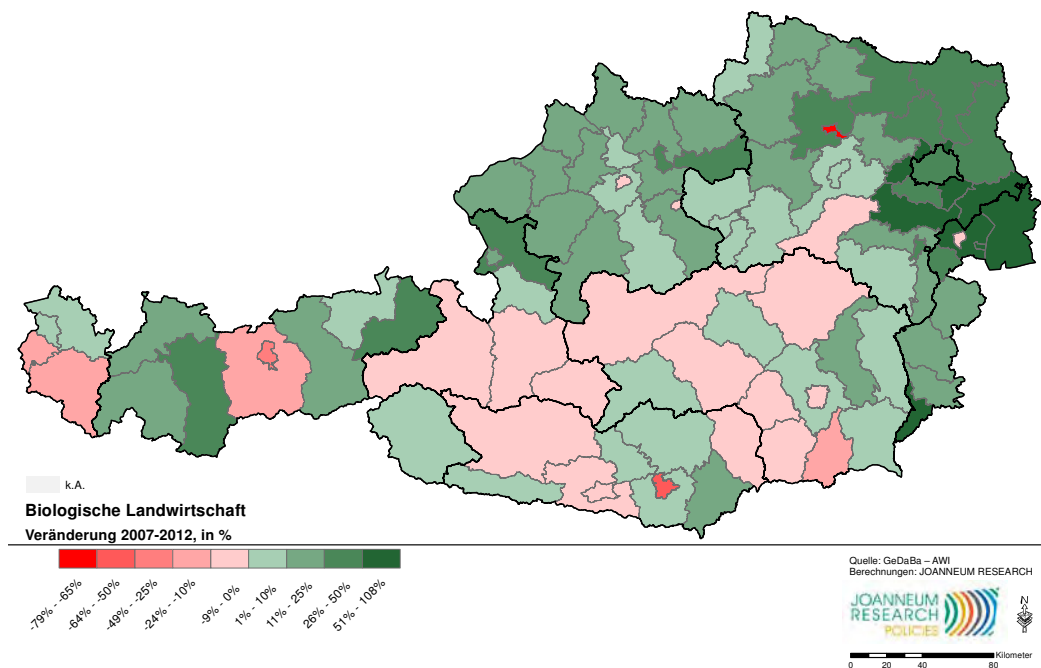 k.A.
Biologische Landwirtschaft
Veränderung 2007-2012, in %
-79% - -65%
-64% - -50%
-49% - -25%
-24% - -10%
-9% - 0%
1% - 10%
11% - 25%
26% - 50%
51% - 108%
Quelle: GeDaBa – AWI
Berechnungen: JOANNEUM RESEARCH
JOANNEUM
RESEARCH
POLICIES
N
Kilometer
0 20 40 80